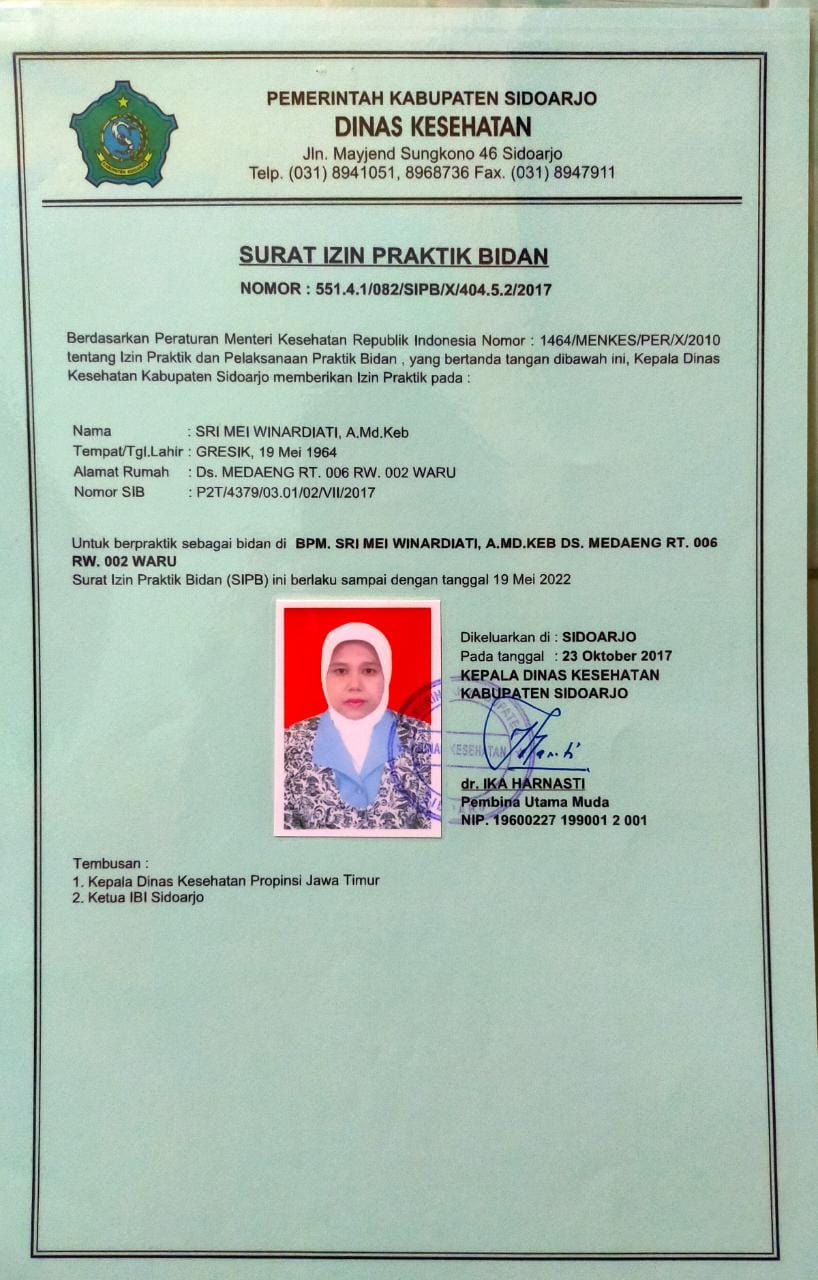 PEMERINTAH KABUPATEN SIDOARJO
DINAS KESEHATAN
Jln. Mayjend Sungkono 46 Sidoarjo
Telp. (031) 8941051, 8968736 Fax. (031) 8947911
SURAT IZIN PRAKTIK BIDAN
NOMOR : 551.4.1/082/SIPB/X/404.5.2/2017
Berdasarkan Peraturan Menteri Kesehatan Republik Indonesia Nomor : 1464/MENKES/PER/X/2010
tentang Izin Praktik dan Pelaksanaan Praktik Bidan , yang bertanda tangan dibawah ini, Kepala Dinas
Kesehatan Kabupaten Sidoarjo memberikan Izin Praktik pada :
Nama : SRI MEI WINARDIATI, A.Md.Keb
Tempat/Tgl.Lahir : GRESIK, 19 Mei 1964
Alamat Rumah : Ds. MEDAENG RT. 006 RW. 002 WARU
Nomor SIB : P2T/4379/03.01/02/VII/2017
Untuk berpraktik sebagai bidan di BPM. SRI MEI WINARDIATI, A.MD.KEB DS. MEDAENG RT. 006
RW. 002 WARU
Surat Izin Praktik Bidan (SIPB) ini berlaku sampai dengan tanggal 19 Mei 2022
Dikeluarkan di : SIDOARJO
Pada tanggal : 23 Oktober 2017
KEPALA DINAS KESEHATAN
KABUPATEN SIDOARJO
DINAS KESEHATAN
dr. IKA HARNASTI
Pembina Utama Muda
NIP. 19600227 199001 2 001
Tembusan :
1. Kepala Dinas Kesehatan Propinsi Jawa Timur
2. Ketua IBI Sidoarjo